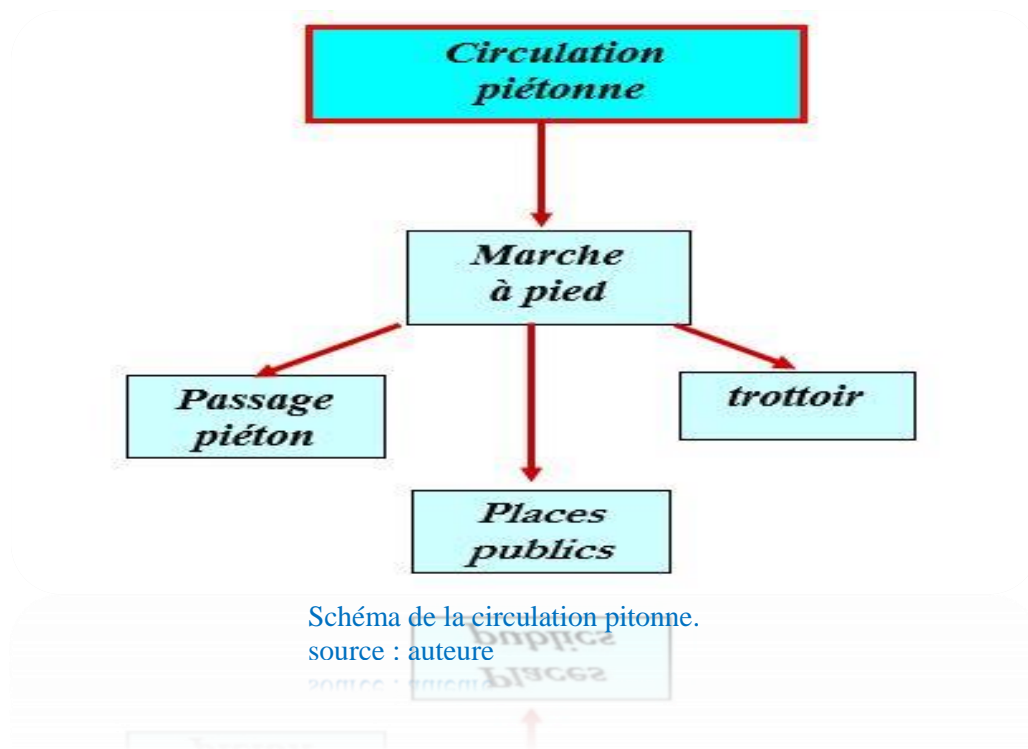 Circulation
piétonne
Marche
à pied
Passage
piéton
trottoir
Places
publics
Schéma de la circulation pitonne.
source : auteure